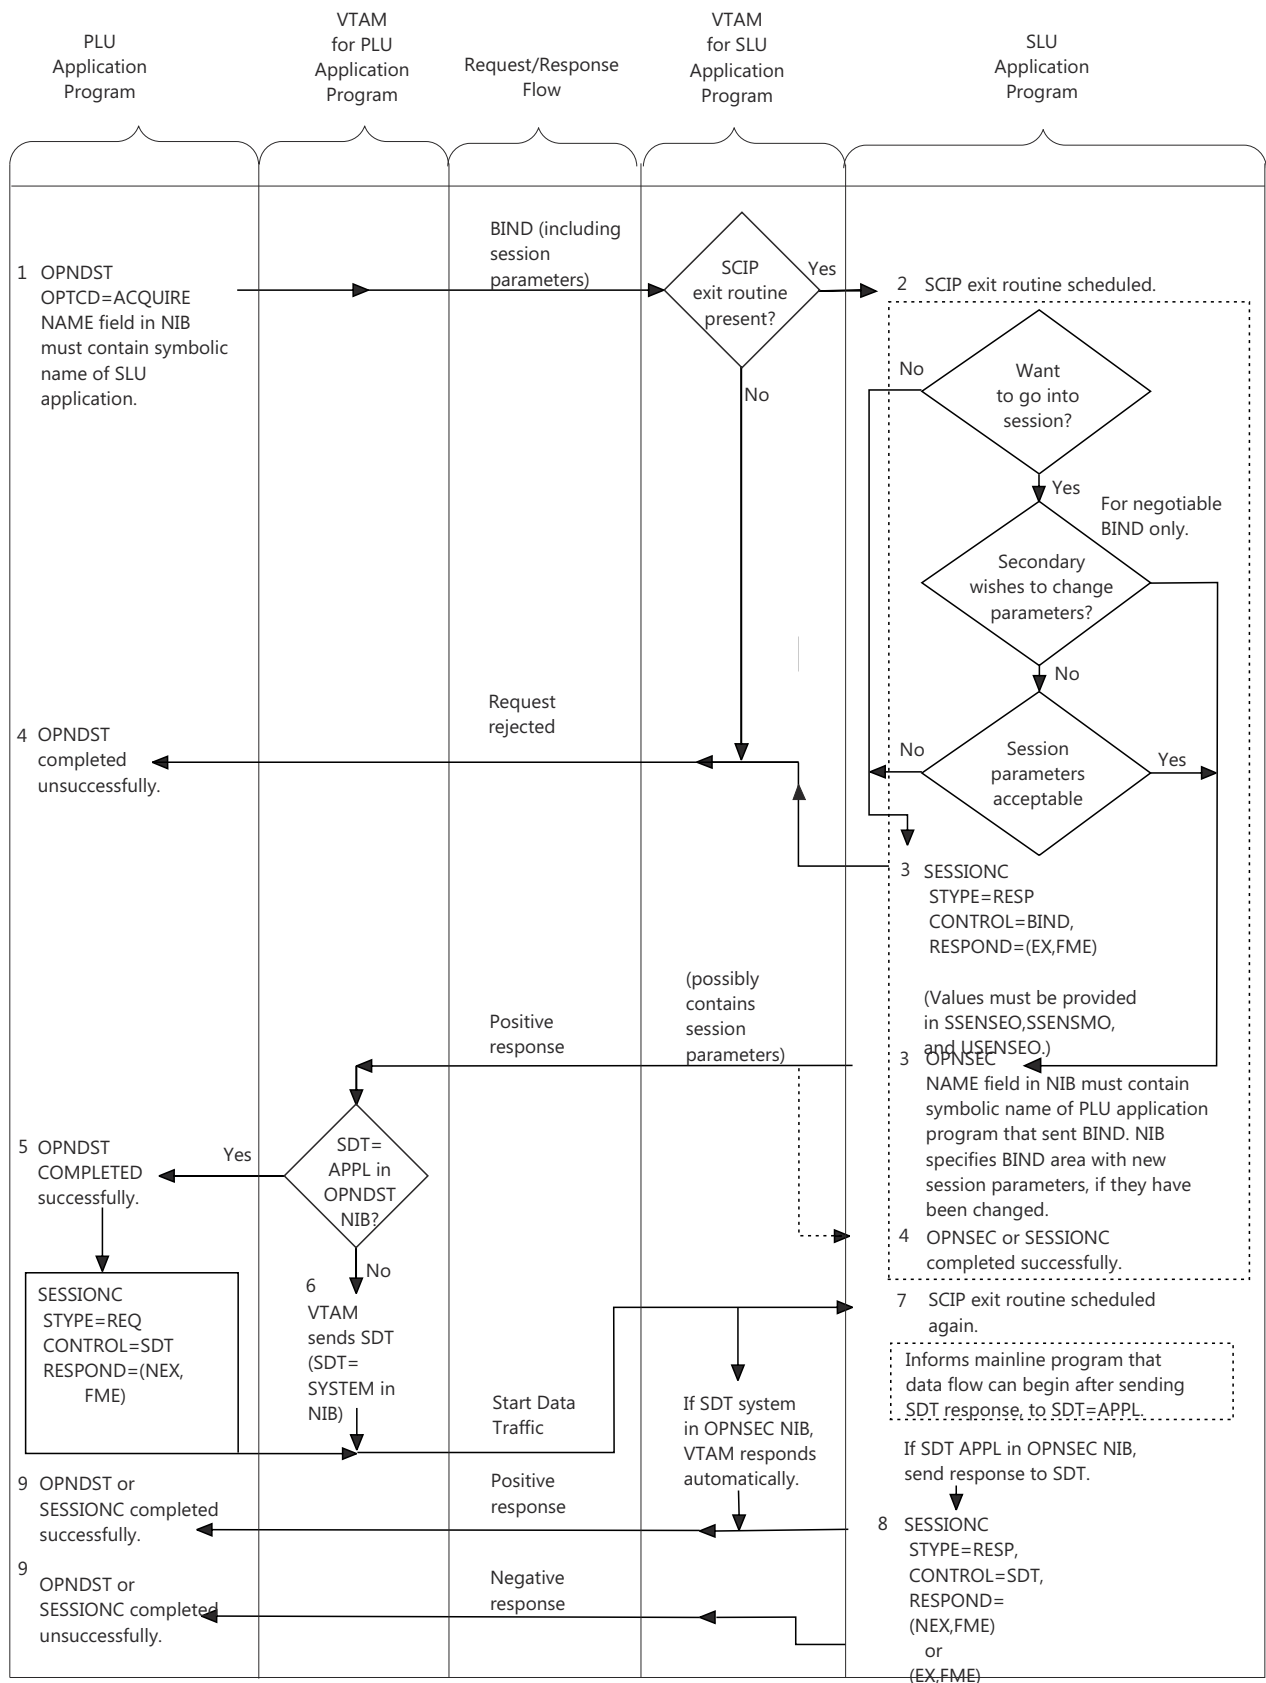 PLU
Application
Program
VTAM
for PLU
Application
Program
Request/Response
Flow
VTAM
for SLU
Application
Program
SLU
Application
Program
BIND (including
session
parameters)
1 OPNDST
OPTCD=ACQUIRE
NAME field in NIB
must contain symbolic
name of SLU
application.
SCIP
exit routine
present?
Yes
No
2 SCIP exit routine scheduled.
Want
to go into
session?
No
Yes
For negotiable
BIND only.
Secondary
wishes to change
parameters?
No
Session
parameters
acceptable
No
Yes
Request
rejected
4 OPNDST
completed
unsuccessfully.
3 SESSIONC
STYPE=RESP
CONTROL=BIND,
RESPOND=(EX,FME)
(Values must be provided
in SSENSEO,SSENSMO,
and USENSEO.)
(possibly
contains
session
parameters)
Positive
response
3 OPNSEC
NAME field in NIB must contain
symbolic name of PLU application
program that sent BIND. NIB
specifies BIND area with new
session parameters, if they have
been changed.
4 OPNSEC or SESSIONC
completed successfully.
SDT=
APPL in
OPNDST
NIB?
Yes
No
5 OPNDST
COMPLETED
successfully.
SESSIONC
STYPE=REQ
CONTROL=SDT
RESPOND=(NEX,
FME)
6
VTAM
sends SDT
(SDT=
SYSTEM in
NIB)
Start Data
Traffic
7 SCIP exit routine scheduled
again.
Informs mainline program that
data flow can begin after sending
SDT response, to SDT=APPL.
If SDT system
in OPNSEC NIB,
VTAM responds
automatically.
If SDT APPL in OPNSEC NIB,
send response to SDT.
9 OPNDST or
SESSIONC completed
successfully.
Positive
response
8 SESSIONC
STYPE=RESP,
CONTROL=SDT,
RESPOND=
(NEX,FME)
or
(EX,FME)
9
OPNDST or
SESSIONC completed
unsuccessfully.
Negative
response